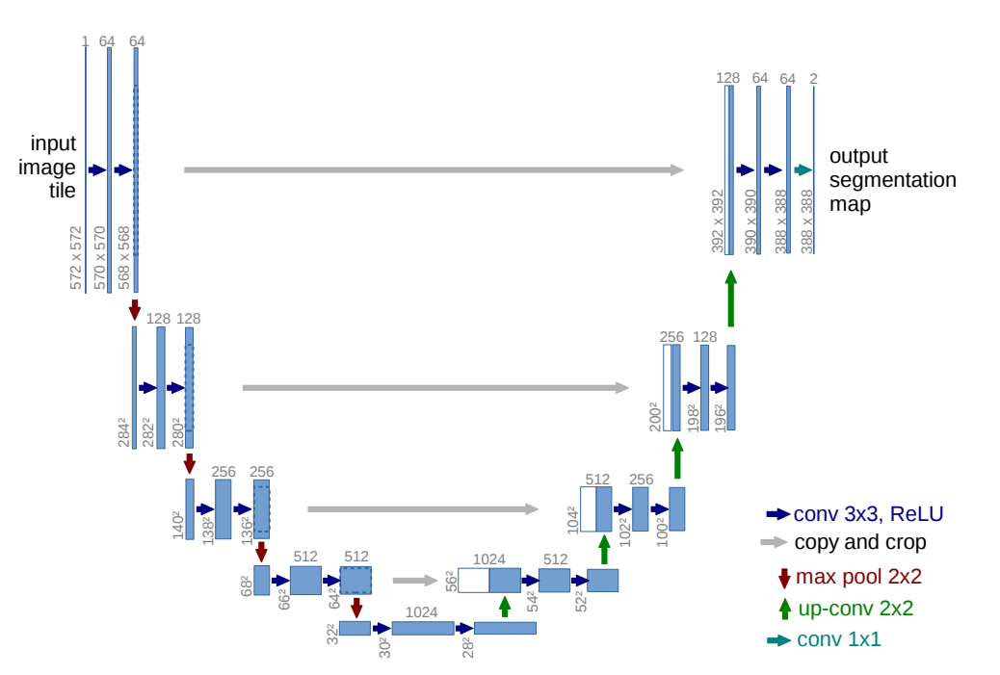 1 64 64
input
image
tile
572 x 572
570 x 570
568 x 568
128 64 64 2
392 x 392
390 x 390
388 x 388
388 x 388
output
segmentation
map
128 128
284²
282²
280²
256 128
200²
198²
196²
256 256
140²
138²
136²
512 256
104²
102²
100²
512 512
68²
66²
64²
1024 512
56²
54²
52²
1024
32²
30²
28²
conv 3x3, ReLU
copy and crop
max pool 2x2
up-conv 2x2
conv 1x1